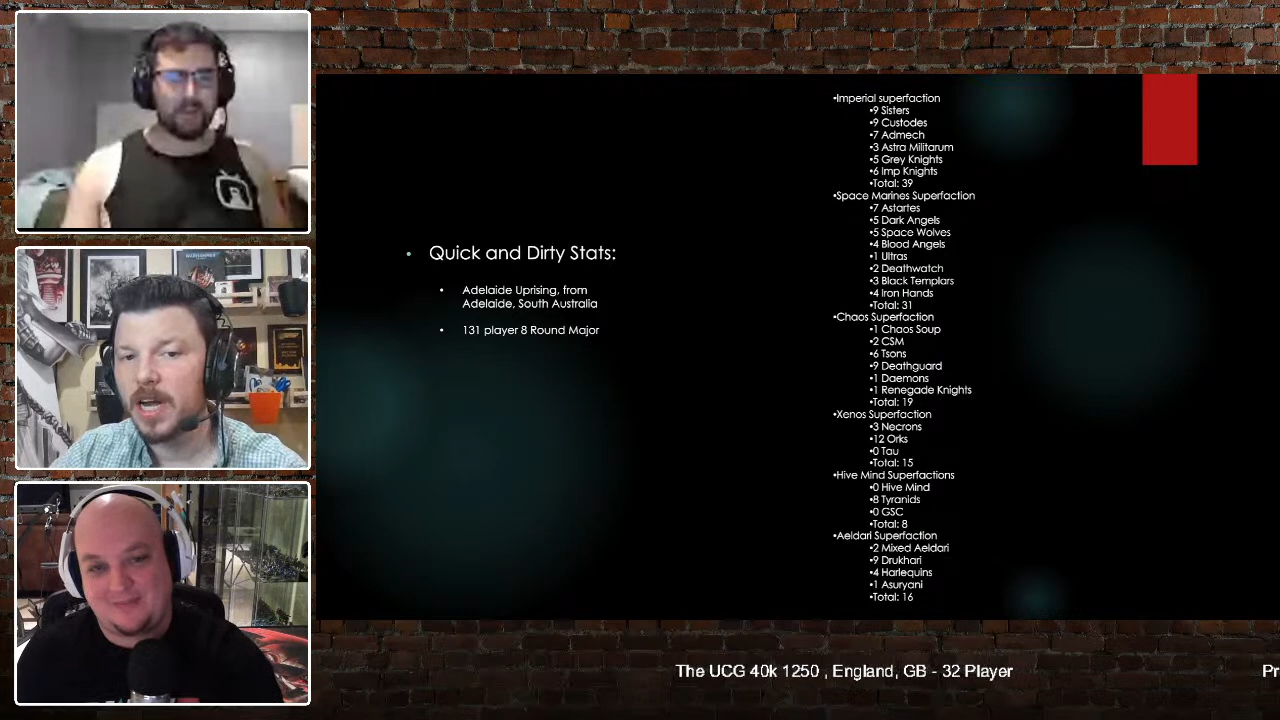 Quick and Dirty Stats:
Adelaide Uprising, from
Adelaide, South Australia
131 player 8 Round Major
•Imperial superfaction
•9 Sisters
•9 Custodes
•7 Admech
•3 Astra Militarum
•5 Grey Knights
•6 Imp Knights
•Total: 39
•Space Marines Superfaction
•7 Astartes
•5 Dark Angels
•5 Space Wolves
•4 Blood Angels
•1 Ultras
•2 Deathwatch
•3 Black Templars
•4 Iron Hands
•Total: 31
•Chaos Superfaction
•1 Chaos Soup
•2 CSM
•6 Tsons
•9 Deathguard
•1 Daemons
•1 Renegade Knights
•Total: 19
•Xenos Superfaction
•3 Necrons
•12 Orks
•0 Tau
•Total: 15
•Hive Mind Superfactions
•0 Hive Mind
•8 Tyranids
•0 GSC
•Total: 8
•Aeldari Superfaction
•2 Mixed Aeldari
•9 Drukhari
•4 Harlequins
•1 Asuryani
•Total: 16
The UCG 40k 1250 , England, GB - 32 Player
Pr